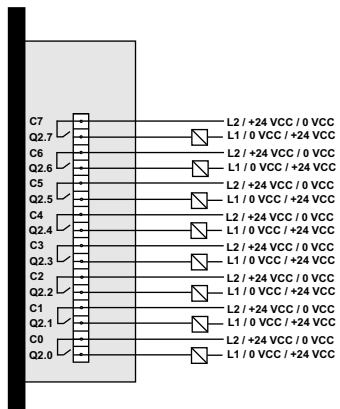 C7 L2 / +24 VCC / 0 VCC
Q2.7 L1 / 0 VCC / +24 VCC
C6 L2 / +24 VCC / 0 VCC
Q2.6 L1 / 0 VCC / +24 VCC
C5 L2 / +24 VCC / 0 VCC
Q2.5 L1 / 0 VCC / +24 VCC
C4 L2 / +24 VCC / 0 VCC
Q2.4 L1 / 0 VCC / +24 VCC
C3 L2 / +24 VCC / 0 VCC
Q2.3 L1 / 0 VCC / +24 VCC
C2 L2 / +24 VCC / 0 VCC
Q2.2 L1 / 0 VCC / +24 VCC
C1 L2 / +24 VCC / 0 VCC
Q2.1 L1 / 0 VCC / +24 VCC
C0 L2 / +24 VCC / 0 VCC
Q2.0 L1 / 0 VCC / +24 VCC